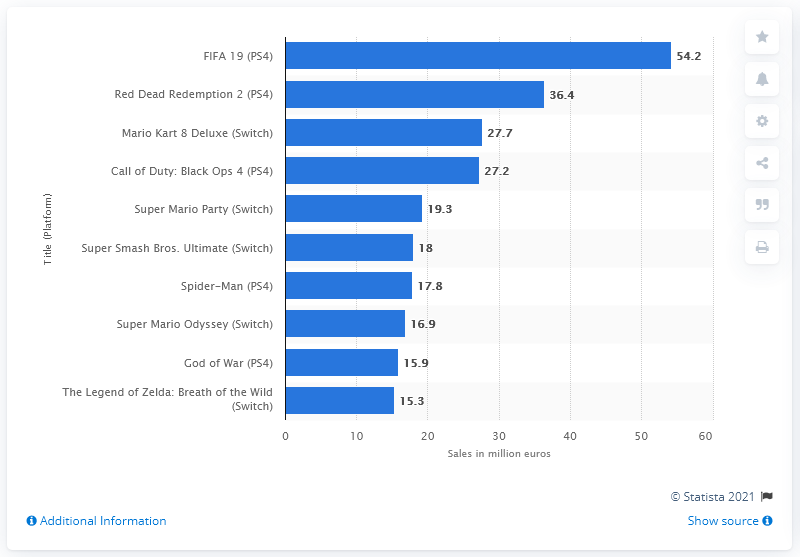 FIFA 19 (PS4)
54.2
Red Dead Redemption 2 (PS4)
36.4
Mario Kart 8 Deluxe (Switch)
27.7
Call of Duty: Black Ops 4 (PS4)
27.2
Super Mario Party (Switch)
19.3
Super Smash Bros. Ultimate (Switch)
18
Spider-Man (PS4)
17.8
Super Mario Odyssey (Switch)
16.9
God of War (PS4)
15.9
The Legend of Zelda: Breath of the Wild
(Switch)
15.3
Title (Platform)
0 10 20 30 40 50 60
Sales in million euros
© Statista 2021
Additional Information
Show source